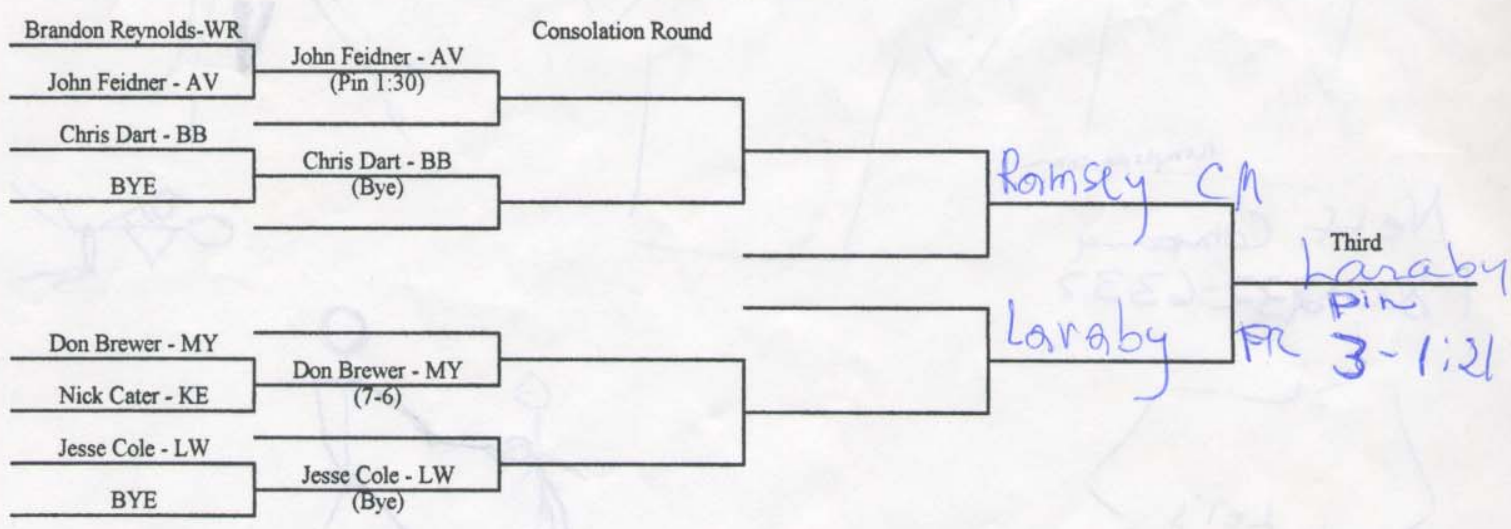 Consolation Round
Brandon Reynolds-WR
John Feidner - AV
John Feidner - AV
(Pin 1:30)
Chris Dart - BB
BYE
Chris Dart - BB
(Bye)
Ramsey
Third
Laraby
pin
3-1:21
Laraby
Don Brewer - MY
Nick Cater - KE
Don Brewer - MY
(7-6)
Jesse Cole - LW
BYE
Jesse Cole - LW
(Bye)